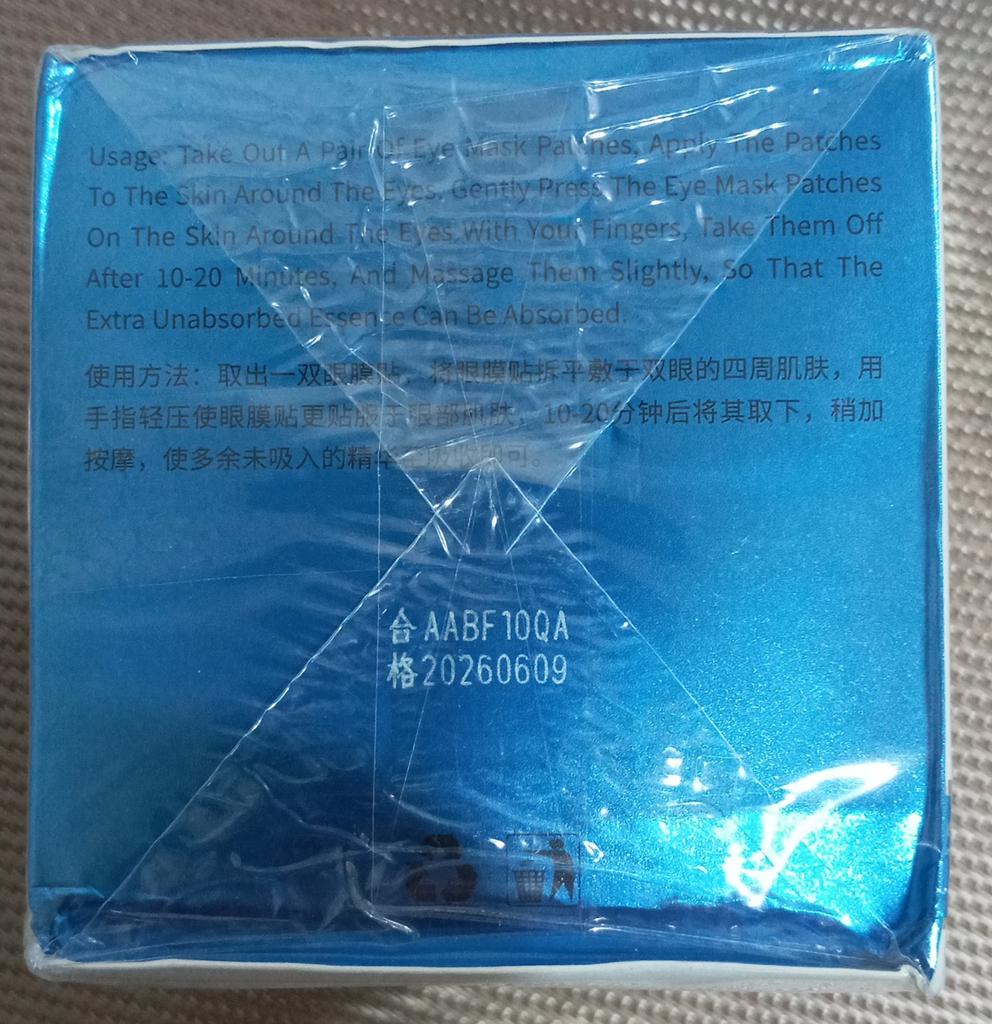 Usage: Take Out A Pair Of Eye Mask Patches, Apply The Patches
To The Skin Around The Eyes. Gently Press The Eye Mask Patches
On The Skin Around The Eyes With Your Fingers, Take Them Off
After 10-20 Minutes, And Massage Them Slightly, So That The
Extra Unabsorbed Essence Can Be Absorbed.
使用方法：取出一双眼膜贴，将眼膜贴拆平敷于双眼的四周肌肤，用
手指轻压使眼膜贴更贴服于眼部肌肤，10-20分钟后将其取下，稍加
按摩，使多余未吸入的精华全吸收即可。
合 AABF10QA
格 20260609